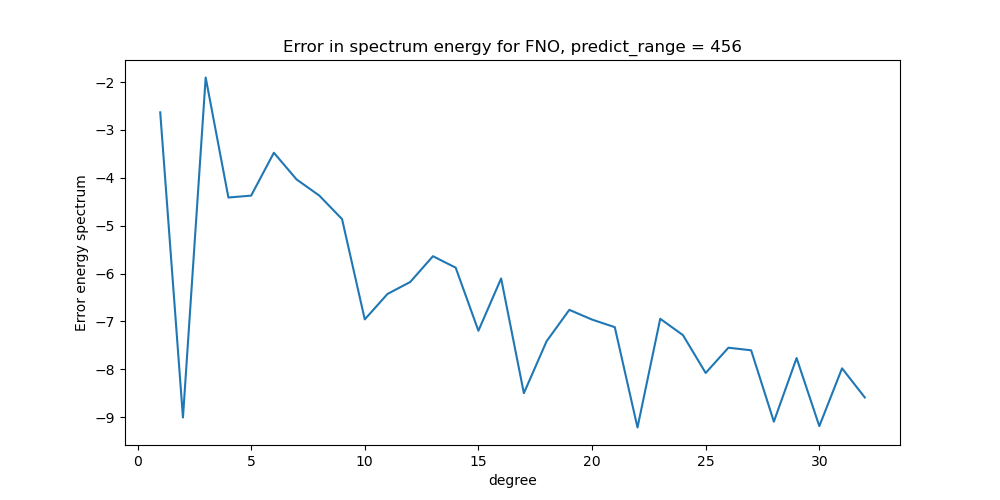 Error in spectrum energy for FNO, predict_range = 456
Error energy spectrum
−2
−3
−4
−5
−6
−7
−8
−9
0 5 10 15 20 25 30
degree